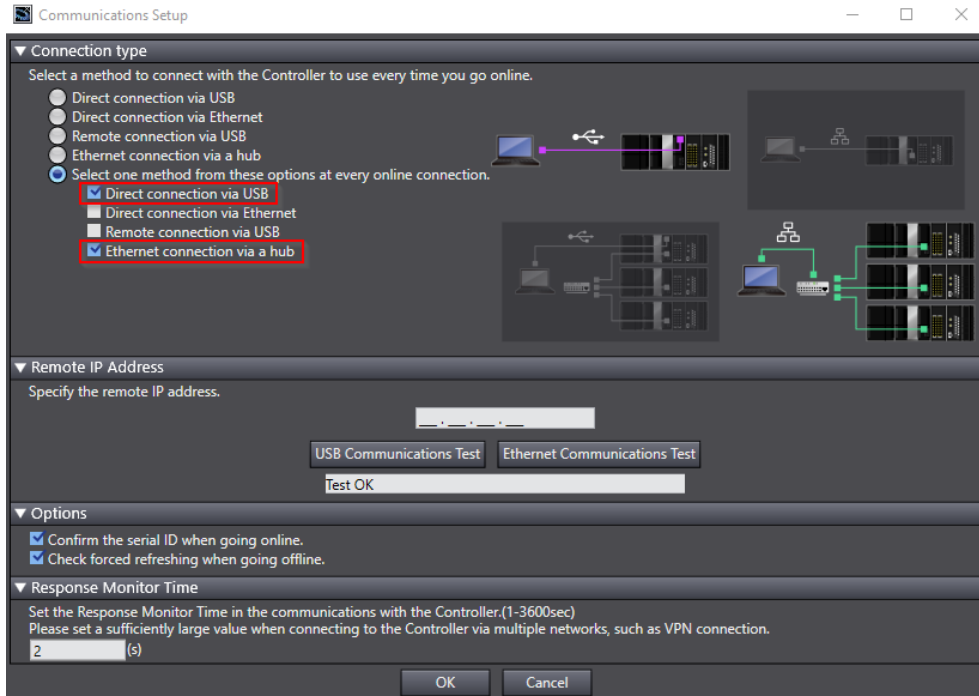 Communications Setup
▼ Connection type
Select a method to connect with the Controller to use every time you go online.
Direct connection via USB
Direct connection via Ethernet
Remote connection via USB
Ethernet connection via a hub
Select one method from these options at every online connection.
Direct connection via USB
Direct connection via Ethernet
Remote connection via USB
Ethernet connection via a hub
▼ Remote IP Address
Specify the remote IP address.
__ . __ . __ . __
USB Communications Test Ethernet Communications Test
Test OK
▼ Options
Confirm the serial ID when going online.
Check forced refreshing when going offline.
▼ Response Monitor Time
Set the Response Monitor Time in the communications with the Controller.(1-3600sec)
Please set a sufficiently large value when connecting to the Controller via multiple networks, such as VPN connection.
2 (s)
OK Cancel